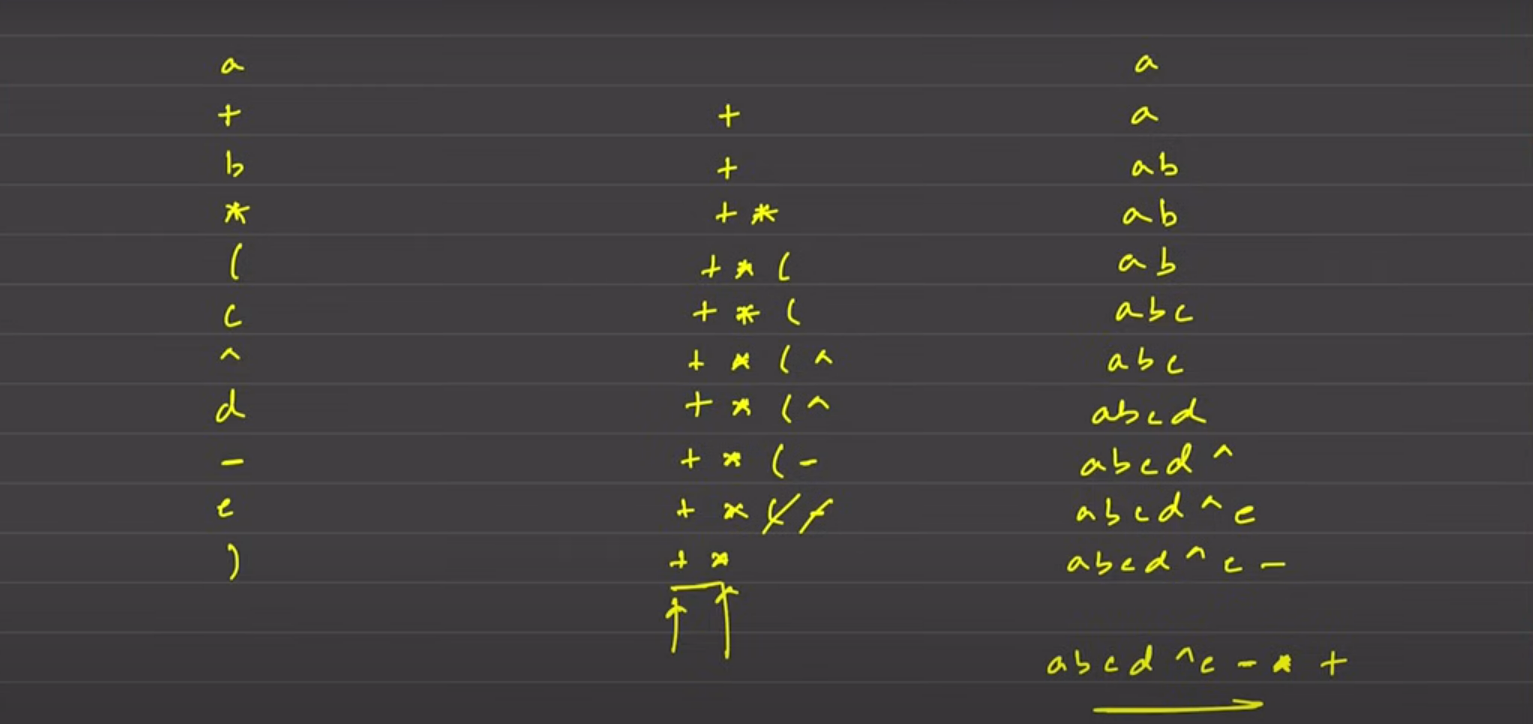 a a
+ + a
b + ab
* + * ab
( + * ( ab
c + * ( abc
^ + * ( ^ abc
d + * ( ^ abcd
- + * ( - abcd^
e + * ( - abcd^e
) + * abcd^e-
abcd^e-*+